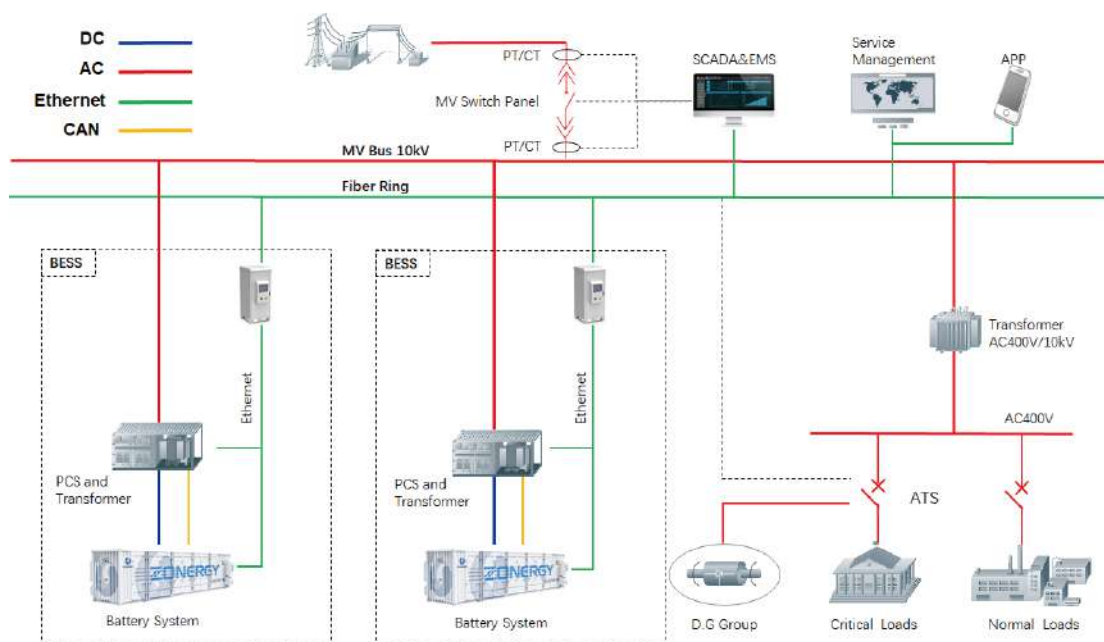 DC
AC
Ethernet
CAN
PT/CT
MV Switch Panel
PT/CT
SCADA&EMS
Service
Management
APP
MV Bus 10kV
Fiber Ring
BESS
Ethernet
PCS and
Transformer
ZONERGY
Battery System
BESS
Ethernet
PCS and
Transformer
ZONERGY
Battery System
Transformer
AC400V/10kV
AC400V
ATS
D.G Group
Critical Loads
Normal Loads